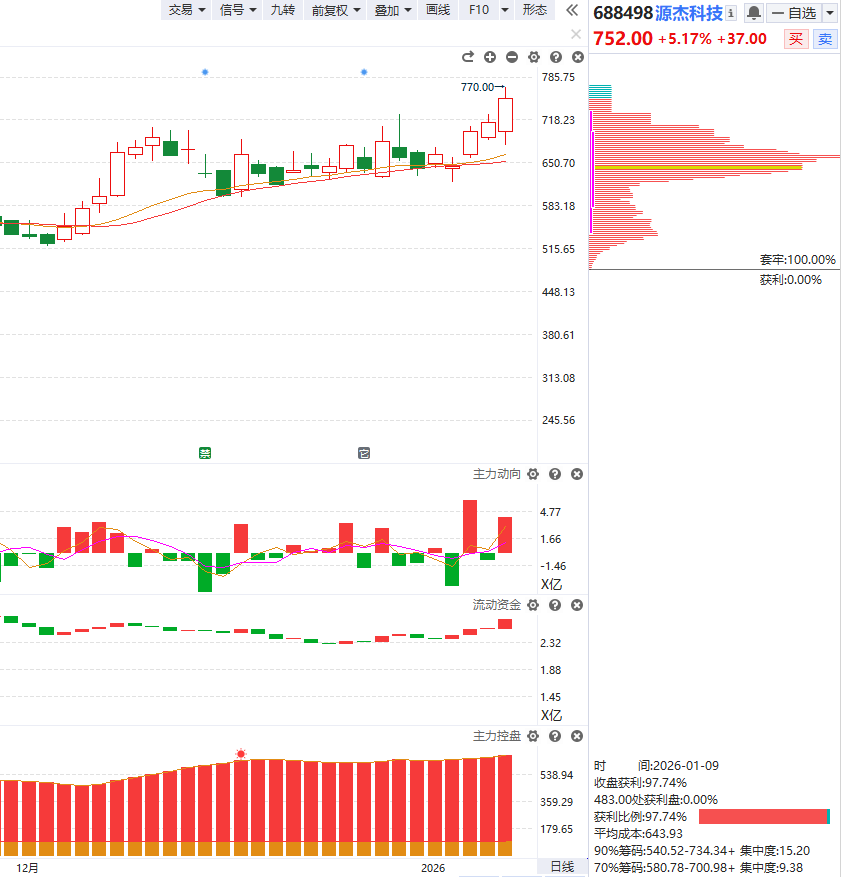 交易 信号 九转 前复权 叠加 画线 F10 形态
688498源杰科技 自选
752.00 +5.17% +37.00 买 卖
785.75
770.00
718.23
650.70
583.18
515.65
448.13
380.61
313.08
245.56
禁
套牢:100.00%
获利:0.00%
主力动向
4.77
1.66
-1.46
X亿
流动资金
2.32
1.88
1.45
X亿
主力控盘
538.94
359.29
179.65
12月 2026 日线
时 间:2026-01-09
收盘获利:97.74%
483.00处获利盘:0.00%
获利比例:97.74%
平均成本:643.93
90%筹码:540.52-734.34+ 集中度:15.20
70%筹码:580.78-700.98+ 集中度:9.38